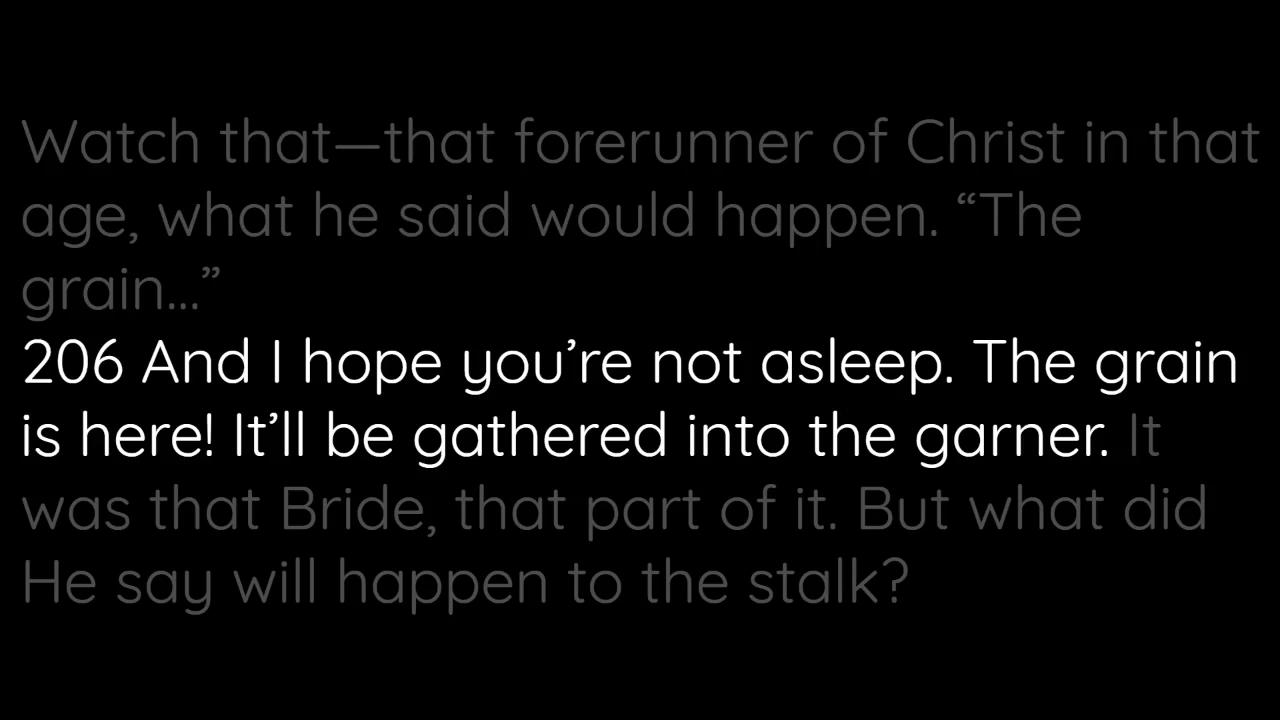 Watch that—that forerunner of Christ in that
age, what he said would happen. “The
grain...”
206 And I hope you’re not asleep. The grain
is here! It’ll be gathered into the garner. It
was that Bride, that part of it. But what did
He say will happen to the stalk?